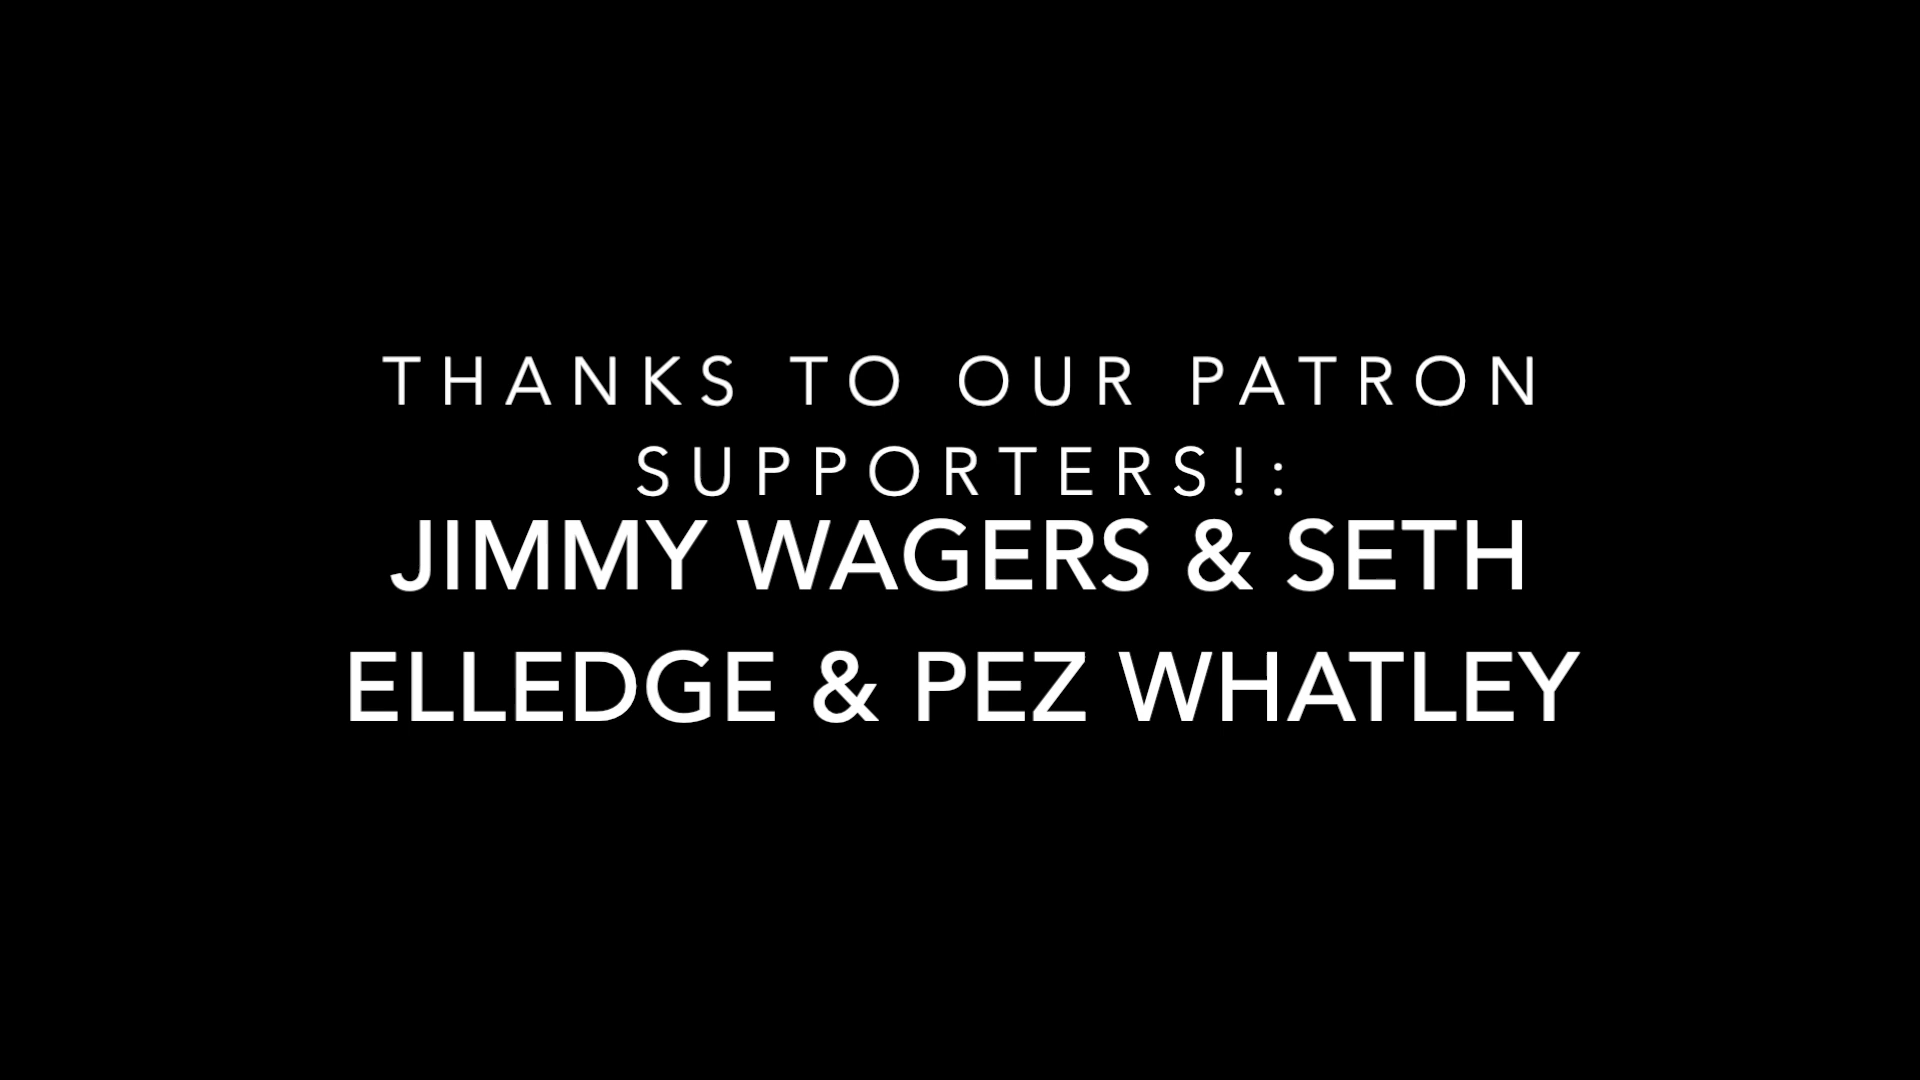 THANKS TO OUR PATRON
SUPPORTERS!:
JIMMY WAGERS & SETH
ELLEDGE & PEZ WHATLEY